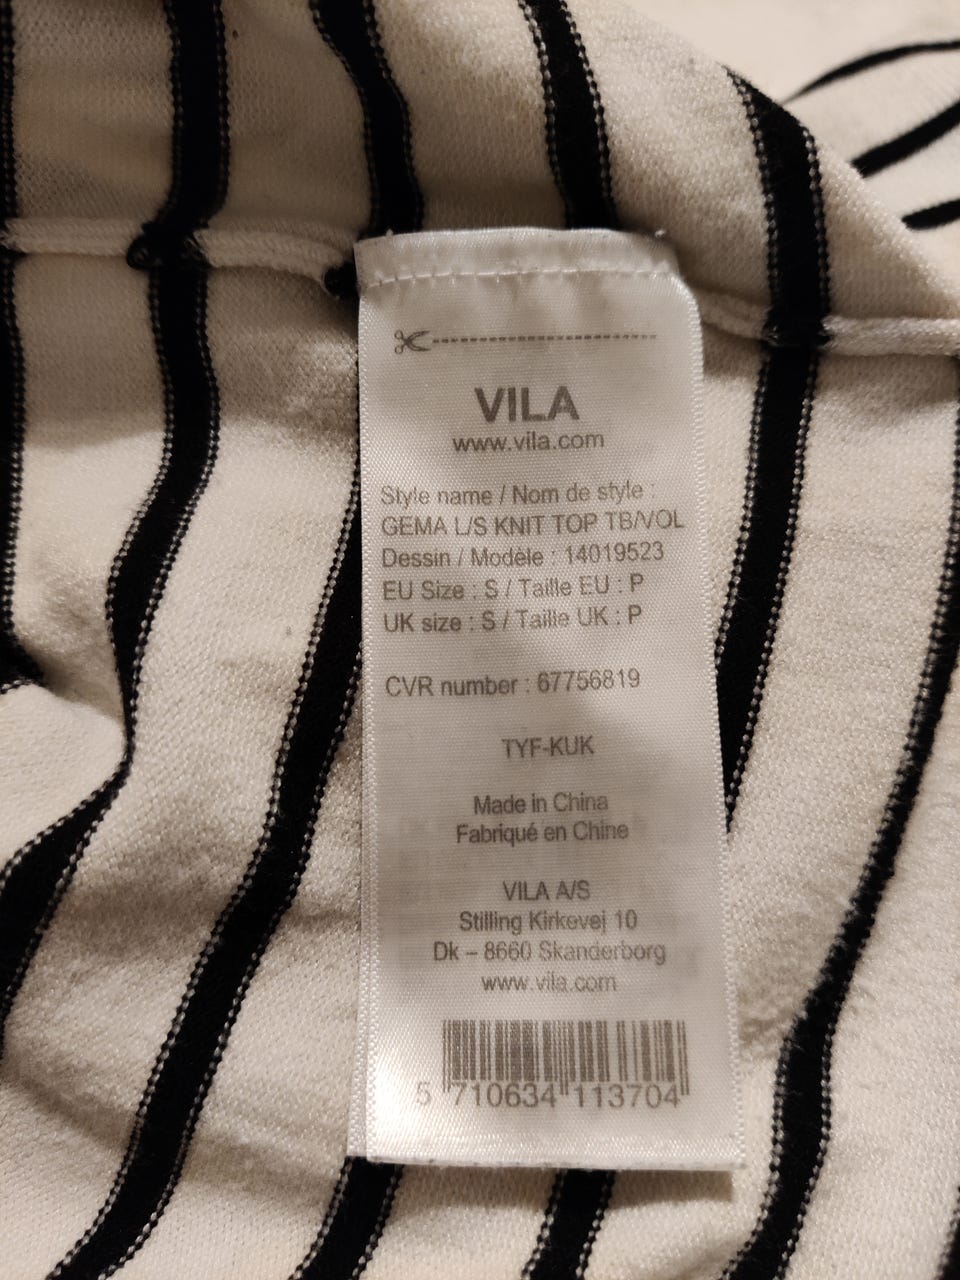 VILA
www.vila.com
Style name / Nom de style :
GEMA L/S KNIT TOP TB/VOL
Dessin / Modèle : 14019523
EU Size : S / Taille EU : P
UK size : S / Taille UK : P
CVR number : 67756819
TYF-KUK
Made in China
Fabriqué en Chine
VILA A/S
Stilling Kirkevej 10
Dk – 8660 Skanderborg
www.vila.com
5 710634 113704